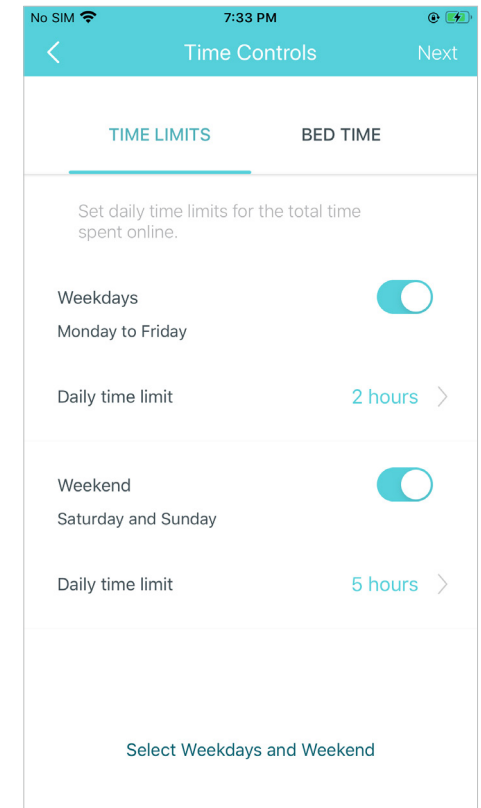 No SIM 7:33 PM
Time Controls Next
TIME LIMITS BED TIME
Set daily time limits for the total time
spent online.
Weekdays
Monday to Friday
Daily time limit 2 hours
Weekend
Saturday and Sunday
Daily time limit 5 hours
Select Weekdays and Weekend